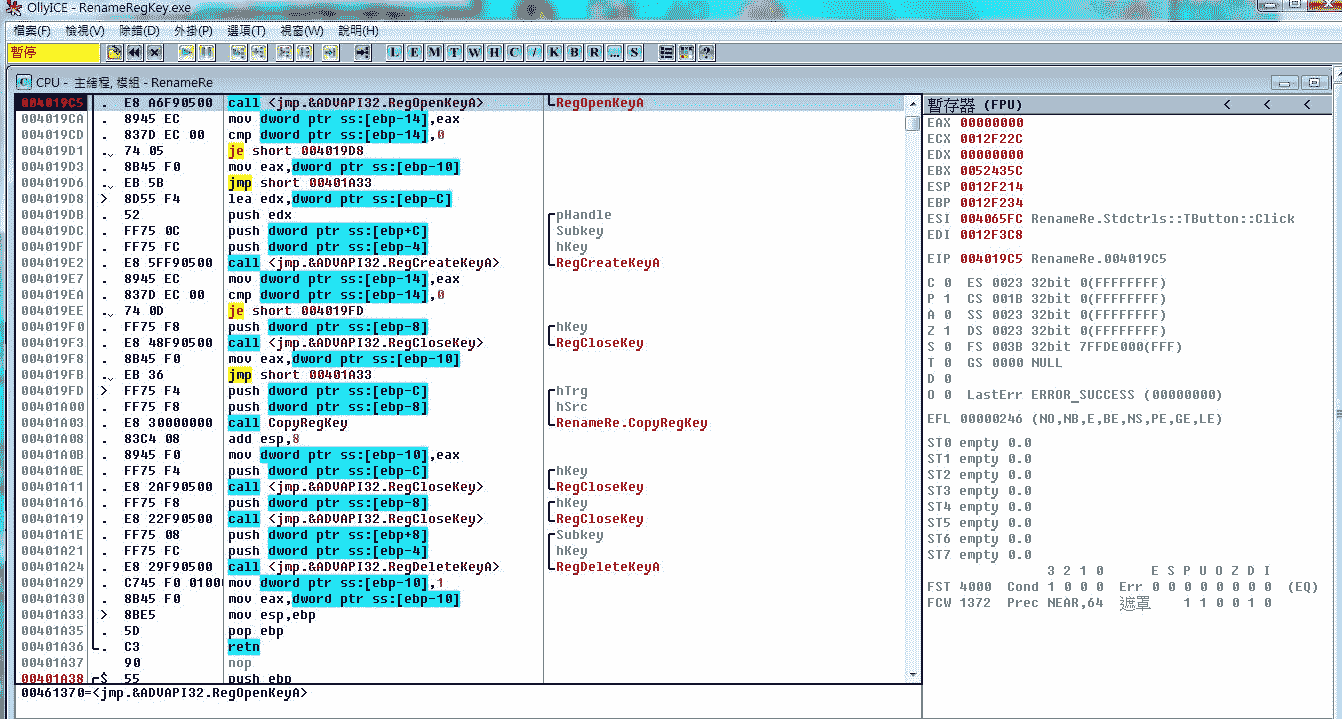 OllyICE - RenameRegKey.exe
檔案(F) 檢視(V) 除錯(D) 外掛(P) 選項(T) 視窗(W) 說明(H)
暫停 L E M T W H C / K B R ... S ?
C CPU - 主緒程, 模組 - RenameRe
004019C5 . E8 A6F90500 call <jmp.&ADVAPI32.RegOpenKeyA> RegOpenKeyA
004019CA . 8945 EC mov dword ptr ss:[ebp-14],eax
004019CD . 837D EC 00 cmp dword ptr ss:[ebp-14],0
004019D1 . 74 05 je short 004019D8
004019D3 . 8B45 F0 mov eax,dword ptr ss:[ebp-10]
004019D6 . EB 5B jmp short 00401A33
004019D8 > 8D55 F4 lea edx,dword ptr ss:[ebp-C]
004019DB . 52 push edx pHandle
004019DC . FF75 0C push dword ptr ss:[ebp+C] Subkey
004019DF . FF75 FC push dword ptr ss:[ebp-4] hKey
004019E2 . E8 5FF90500 call <jmp.&ADVAPI32.RegCreateKeyA> RegCreateKeyA
004019E7 . 8945 EC mov dword ptr ss:[ebp-14],eax
004019EA . 837D EC 00 cmp dword ptr ss:[ebp-14],0
004019EE . 74 0D je short 004019FD
004019F0 . FF75 F8 push dword ptr ss:[ebp-8] hKey
004019F3 . E8 48F90500 call <jmp.&ADVAPI32.RegCloseKey> RegCloseKey
004019F8 . 8B45 F0 mov eax,dword ptr ss:[ebp-10]
004019FB . EB 36 jmp short 00401A33
004019FD > FF75 F4 push dword ptr ss:[ebp-C] hTrg
00401A00 . FF75 F8 push dword ptr ss:[ebp-8] hSrc
00401A03 . E8 30000000 call CopyRegKey RenameRe.CopyRegKey
00401A08 . 83C4 08 add esp,8
00401A0B . 8945 F0 mov dword ptr ss:[ebp-10],eax
00401A0E . FF75 F4 push dword ptr ss:[ebp-C] hKey
00401A11 . E8 2AF90500 call <jmp.&ADVAPI32.RegCloseKey> RegCloseKey
00401A16 . FF75 F8 push dword ptr ss:[ebp-8] hKey
00401A19 . E8 22F90500 call <jmp.&ADVAPI32.RegCloseKey> RegCloseKey
00401A1E . FF75 08 push dword ptr ss:[ebp+8] Subkey
00401A21 . FF75 FC push dword ptr ss:[ebp-4] hKey
00401A24 . E8 29F90500 call <jmp.&ADVAPI32.RegDeleteKeyA> RegDeleteKeyA
00401A29 . C745 F0 0100 mov dword ptr ss:[ebp-10],1
00401A30 . 8B45 F0 mov eax,dword ptr ss:[ebp-10]
00401A33 > 8BE5 mov esp,ebp
00401A35 . 5D pop ebp
00401A36 . C3 retn
00401A37 90 nop
00401A38 $ 55 push ebp
00461370=<jmp.&ADVAPI32.RegOpenKeyA>
暫存器 (FPU) < < <
EAX 00000000
ECX 0012F22C
EDX 00000000
EBX 0052435C
ESP 0012F214
EBP 0012F234
ESI 004065FC RenameRe.Stdctrls::TButton::Click
EDI 0012F3C8
EIP 004019C5 RenameRe.004019C5
C 0 ES 0023 32bit 0(FFFFFFFF)
P 1 CS 001B 32bit 0(FFFFFFFF)
A 0 SS 0023 32bit 0(FFFFFFFF)
Z 1 DS 0023 32bit 0(FFFFFFFF)
S 0 FS 003B 32bit 7FFDE000(FFF)
T 0 GS 0000 NULL
D 0
O 0 LastErr ERROR_SUCCESS (00000000)
EFL 00000246 (NO,NB,E,BE,NS,PE,GE,LE)
ST0 empty 0.0
ST1 empty 0.0
ST2 empty 0.0
ST3 empty 0.0
ST4 empty 0.0
ST5 empty 0.0
ST6 empty 0.0
ST7 empty 0.0
3 2 1 0 E S P U O Z D I
FST 4000 Cond 1 0 0 0 Err 0 0 0 0 0 0 0 0 (EQ)
FCW 1372 Prec NEAR,64 遮罩 1 1 0 0 1 0